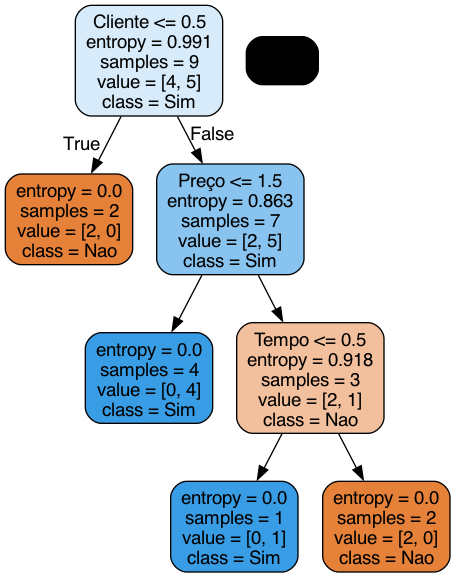 Cliente <= 0.5
entropy = 0.991
samples = 9
value = [4, 5]
class = Sim
True
False
entropy = 0.0
samples = 2
value = [2, 0]
class = Nao
Preço <= 1.5
entropy = 0.863
samples = 7
value = [2, 5]
class = Sim
entropy = 0.0
samples = 4
value = [0, 4]
class = Sim
Tempo <= 0.5
entropy = 0.918
samples = 3
value = [2, 1]
class = Nao
entropy = 0.0
samples = 1
value = [0, 1]
class = Sim
entropy = 0.0
samples = 2
value = [2, 0]
class = Nao